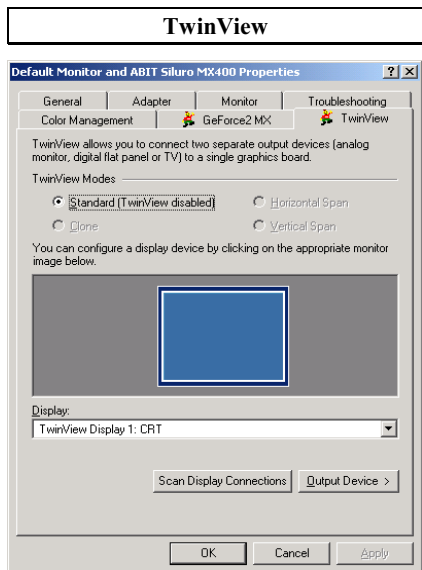 TwinView
Default Monitor and ABIT Siluro MX400 Properties
General Adapter Monitor Troubleshooting
Color Management GeForce2 MX TwinView
TwinView allows you to connect two separate output devices (analog
monitor, digital flat panel or TV) to a single graphics board.
TwinView Modes
Standard (TwinView disabled) Horizontal Span
Clone Vertical Span
You can configure a display device by clicking on the appropriate monitor
image below.
Display:
TwinView Display 1: CRT
Scan Display Connections Output Device >
OK Cancel Apply